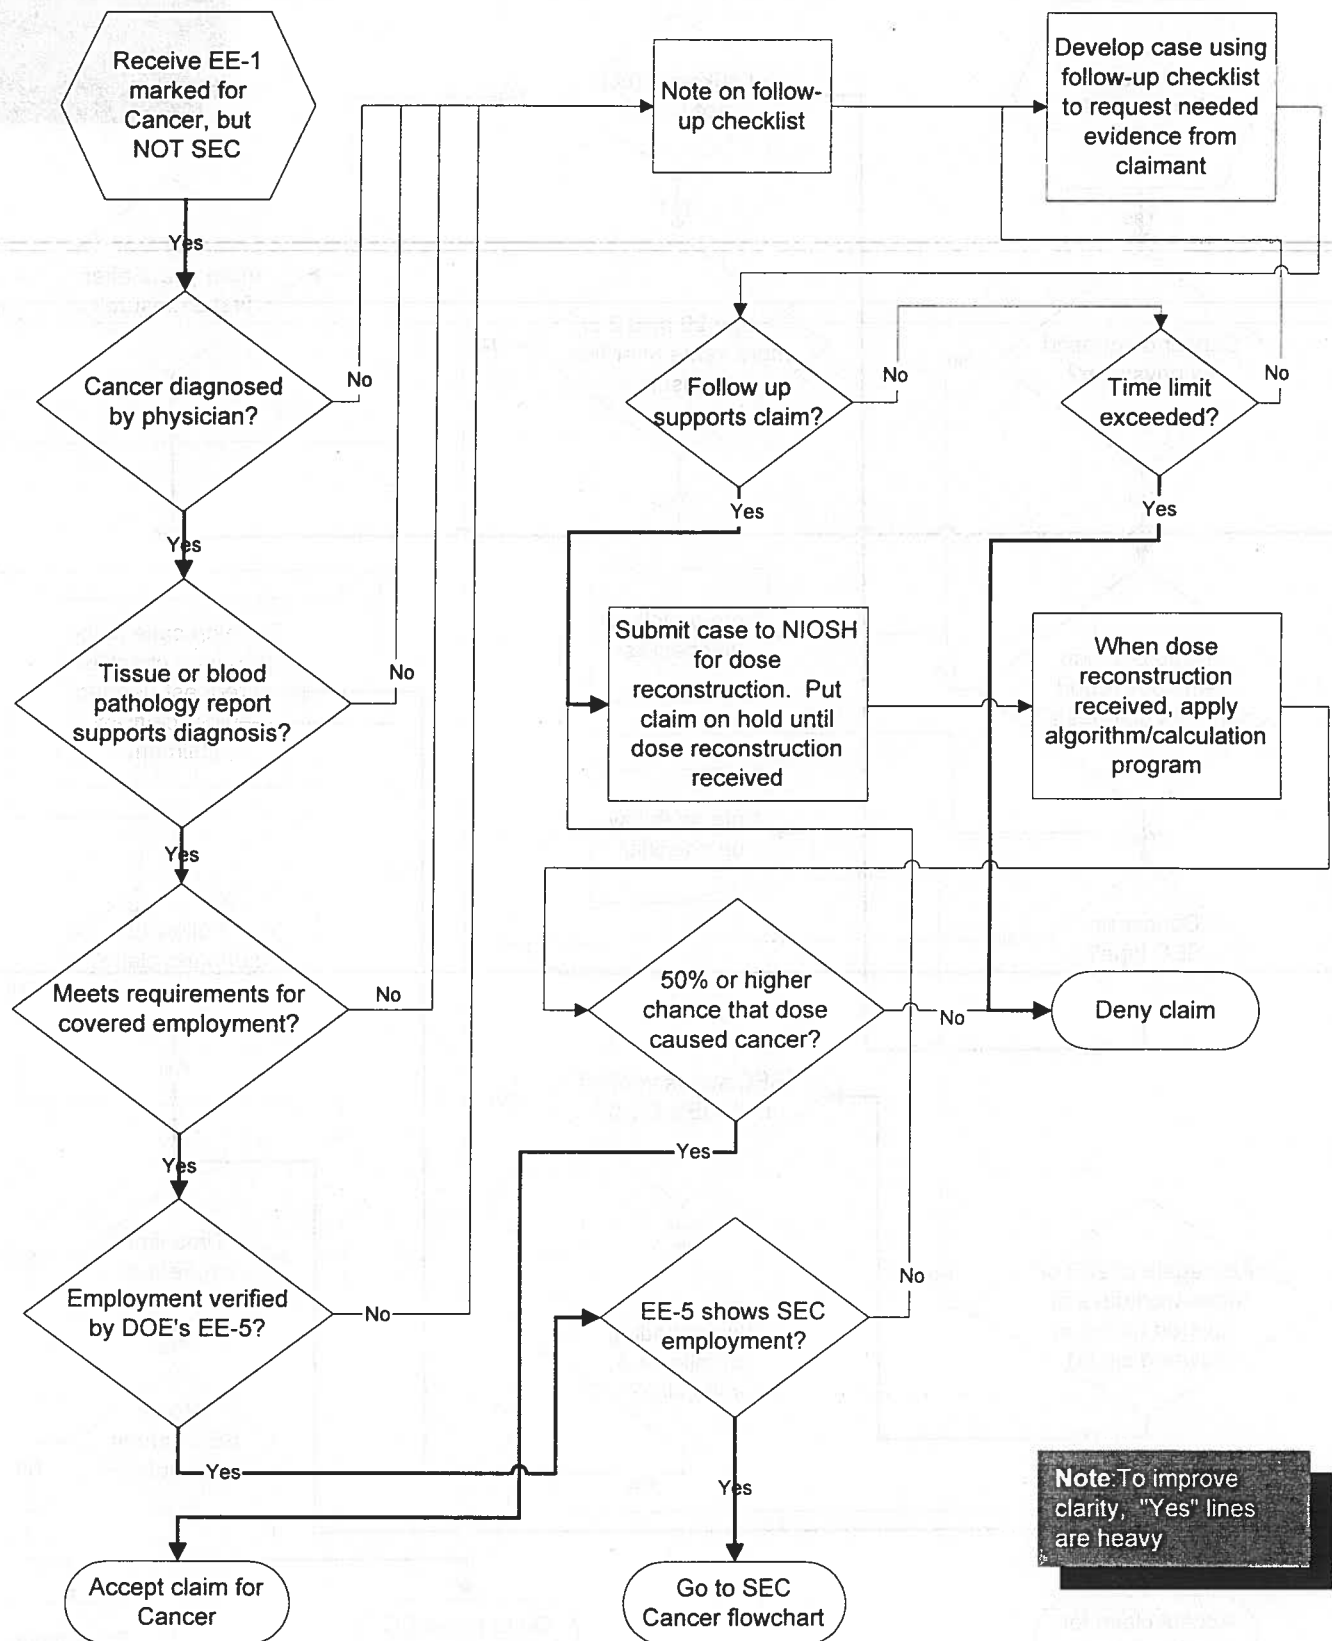 Receive EE-1
marked for
Cancer, but
NOT SEC
Yes
Cancer diagnosed
by physician?
No
Yes
Tissue or blood
pathology report
supports diagnosis?
No
Yes
Meets requirements for
covered employment?
No
Yes
Employment verified
by DOE's EE-5?
No
Yes
Note on follow-
up checklist
Develop case using
follow-up checklist
to request needed
evidence from
claimant
Follow up
supports claim?
No
Yes
Time limit
exceeded?
No
Yes
Submit case to NIOSH
for dose
reconstruction. Put
claim on hold until
dose reconstruction
received
When dose
reconstruction
received, apply
algorithm/calculation
program
50% or higher
chance that dose
caused cancer?
No
Yes
Deny claim
EE-5 shows SEC
employment?
No
Yes
Accept claim for
Cancer
Go to SEC
Cancer flowchart
Note:To improve
clarity, "Yes" lines
are heavy